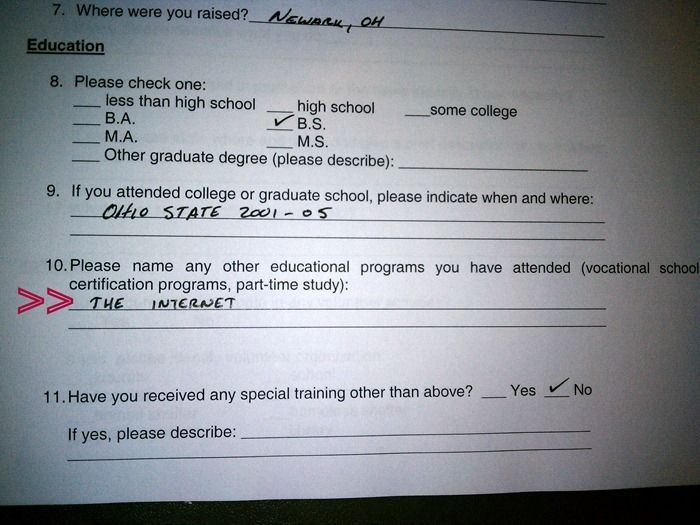 7. Where were you raised? NEWARK, OH
Education
8. Please check one:
___ less than high school ___ high school ___some college
___ B.A. ✓ B.S.
___ M.A. ___ M.S.
___ Other graduate degree (please describe): ___
9. If you attended college or graduate school, please indicate when and where:
OHIO STATE 2001 - 05
10. Please name any other educational programs you have attended (vocational school
certification programs, part-time study):
>> THE INTERNET
11. Have you received any special training other than above? ___ Yes ✓ No
If yes, please describe: ___